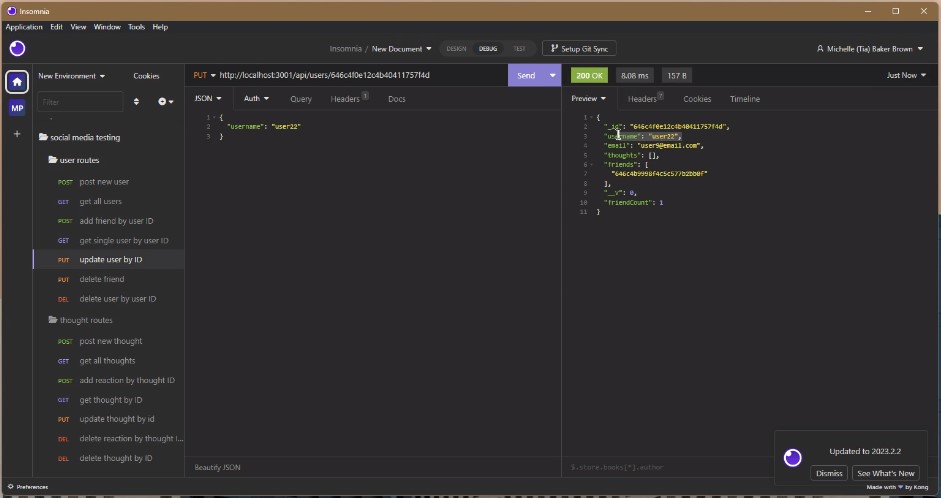 Insomnia
Application Edit View Window Tools Help
Insomnia / New Document
DESIGN DEBUG TEST
Setup Git Sync
Michelle (Tia) Baker Brown
New Environment
Cookies
PUT http://localhost:3001/api/users/646c4f0e12c4b40411757f4d
Send
200 OK 8.08 ms 157 B
Just Now
MP
Filter
JSON Auth Query Headers 1 Docs
Preview Headers 7 Cookies Timeline
social media testing
user routes
POST post new user
GET get all users
POST add friend by user ID
GET get single user by user ID
PUT update user by ID
DEL delete friend
DEL delete user by user ID
thought routes
POST post new thought
GET get all thoughts
POST add reaction by thought ID
GET get thought by ID
PUT update thought by id
DEL delete reaction by thought i...
DEL delete thought by ID
1 {
2 "username": "user22"
3 }
1 {
2 "_id": "646c4f0e12c4b40411757f4d",
3 "username": "user22",
4 "email": "user9@email.com",
5 "thoughts": [],
6 "friends": [
7 "646c4b9998f4c5c577b2bb0f"
8 ],
9 "__v": 0,
10 "friendCount": 1
11 }
Beautify JSON
$.store.books[*].author
Updated to 2023.2.2
Dismiss
See What's New
Preferences
Made with ♥ by Kong